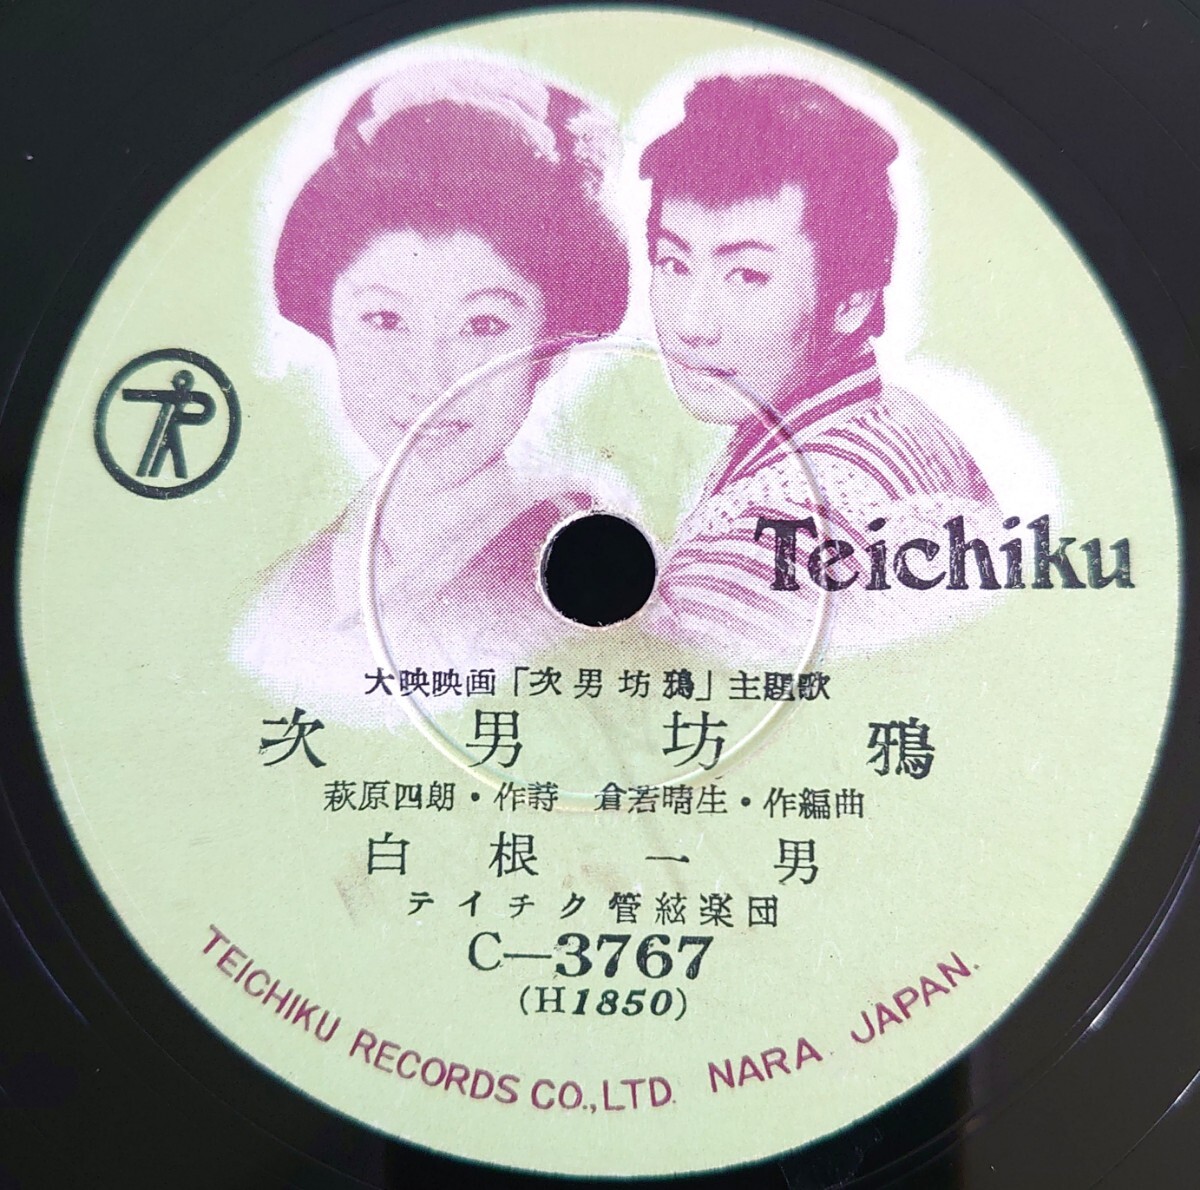 Teichiku
大映映画「次男坊鴉」主題歌
次男坊鴉
萩原四朗・作詩 倉若晴生・作編曲
白根一男
テイチク管絃楽団
C-3767
(H1850)
TEICHIKU RECORDS CO.,LTD. NARA JAPAN.